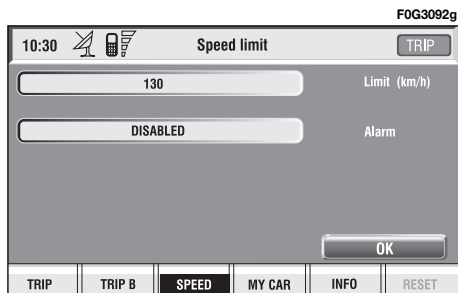 F0G3092g
10:30 Speed limit TRIP
130 Limit (km/h)
DISABLED Alarm
OK
TRIP TRIP B SPEED MY CAR INFO RESET